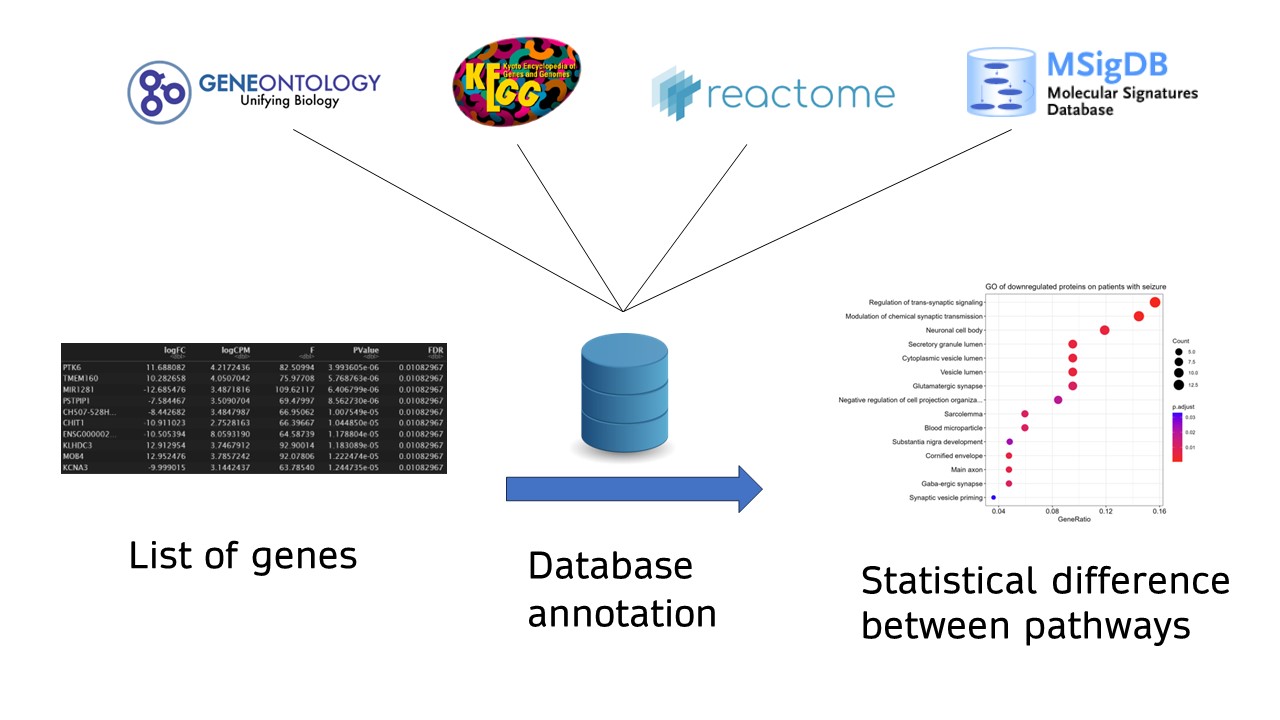 GENEONTOLOGY
Unifying Biology
KEGG
Kyoto Encyclopedia of
Genes and Genomes
reactome
MSigDB
Molecular Signatures
Database
GO of downregulated proteins on patients with seizure
Regulation of trans-synaptic signaling
Modulation of chemical synaptic transmission
Neuronal cell body
Secretory granule lumen
Cytoplasmic vesicle lumen
Vesicle lumen
Glutamatergic synapse
Negative regulation of cell projection organiza...
Sarcolemma
Blood microparticle
Substantia nigra development
Cornified envelope
Main axon
Gaba-ergic synapse
Synaptic vesicle priming
0.04 0.08 0.12 0.16
GeneRatio
Count
5.0
7.5
10.0
12.5
p.adjust
0.03
0.02
0.01
logFC logCPM F PValue FDR
<dbl> <dbl> <dbl> <dbl> <dbl>
PTK6 11.688082 4.2172436 82.50994 3.993605e-06 0.01082967
TMEM160 10.282658 4.0507042 75.97708 5.768763e-06 0.01082967
MIR1281 -12.685476 3.4871816 109.62117 6.406799e-06 0.01082967
PSTPIP1 -7.584467 3.5090704 69.47997 8.562730e-06 0.01082967
CH507-528H... -8.442682 3.4847987 66.95062 1.007549e-05 0.01082967
CHIT1 -10.911023 2.7528163 66.39667 1.044850e-05 0.01082967
ENSG000002... -10.505394 8.0593190 64.58739 1.178804e-05 0.01082967
KLHDC3 12.912954 3.7467912 92.90014 1.183089e-05 0.01082967
MOB4 12.952476 3.7857242 92.07806 1.222474e-05 0.01082967
KCNA3 -9.999015 3.1442437 63.78540 1.244735e-05 0.01082967
List of genes
Database
annotation
Statistical difference
between pathways